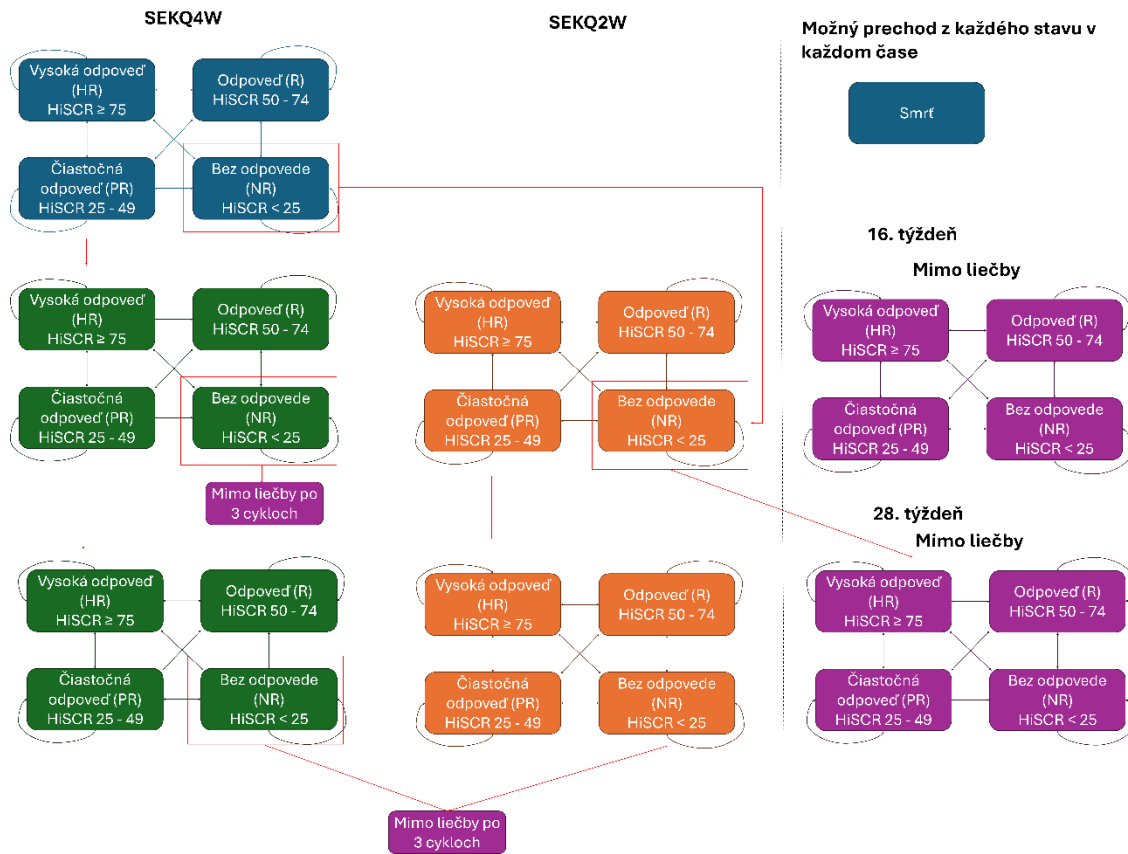 SEKQ4W
SEKQ2W
Možný prechod z každého stavu v
každom čase
Smrť
Vysoká odpoveď
(HR)
HiSCR ≥ 75
Odpoveď (R)
HiSCR 50 - 74
Čiastočná
odpoveď (PR)
HiSCR 25 - 49
Bez odpovede
(NR)
HiSCR < 25
16. týždeň
Mimo liečby
Vysoká odpoveď
(HR)
HiSCR ≥ 75
Odpoveď (R)
HiSCR 50 - 74
Čiastočná
odpoveď (PR)
HiSCR 25 - 49
Bez odpovede
(NR)
HiSCR < 25
Mimo liečby po
3 cykloch
Vysoká odpoveď
(HR)
HiSCR ≥ 75
Odpoveď (R)
HiSCR 50 - 74
Čiastočná
odpoveď (PR)
HiSCR 25 - 49
Bez odpovede
(NR)
HiSCR < 25
Vysoká odpoveď
(HR)
HiSCR ≥ 75
Odpoveď (R)
HiSCR 50 - 74
Čiastočná
odpoveď (PR)
HiSCR 25 - 49
Bez odpovede
(NR)
HiSCR < 25
28. týždeň
Mimo liečby
Vysoká odpoveď
(HR)
HiSCR ≥ 75
Odpoveď (R)
HiSCR 50 - 74
Čiastočná
odpoveď (PR)
HiSCR 25 - 49
Bez odpovede
(NR)
HiSCR < 25
Vysoká odpoveď
(HR)
HiSCR ≥ 75
Odpoveď (R)
HiSCR 50 - 74
Čiastočná
odpoveď (PR)
HiSCR 25 - 49
Bez odpovede
(NR)
HiSCR < 25
Vysoká odpoveď
(HR)
HiSCR ≥ 75
Odpoveď (R)
HiSCR 50 - 74
Čiastočná
odpoveď (PR)
HiSCR 25 - 49
Bez odpovede
(NR)
HiSCR < 25
Mimo liečby po
3 cykloch